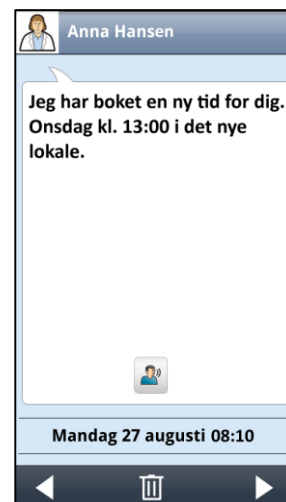 Anna Hansen
Jeg har boket en ny tid for dig.
Onsdag kl. 13:00 i det nye
lokale.
Mandag 27 augusti 08:10